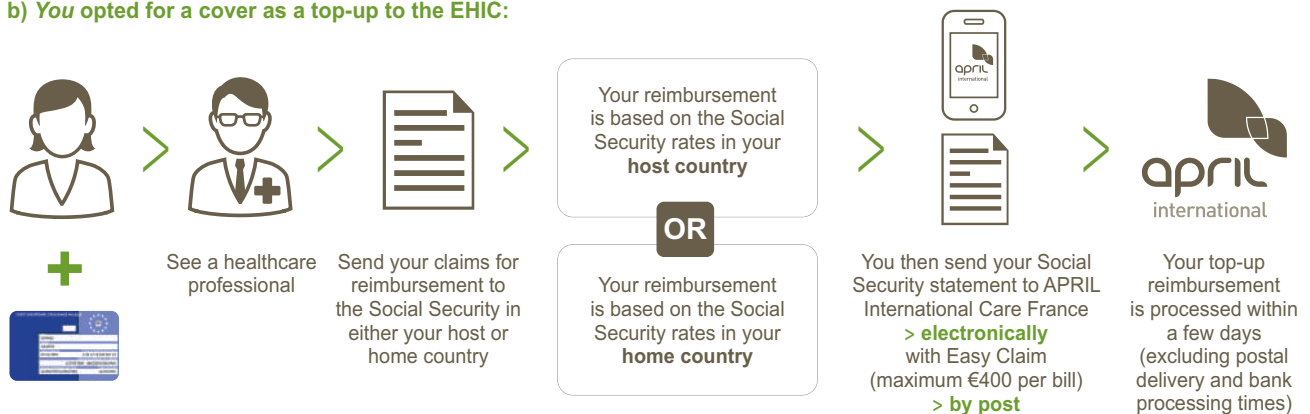 b) You opted for a cover as a top-up to the EHIC:
See a healthcare
professional
Send your claims for
reimbursement to
the Social Security in
either your host or
home country
Your reimbursement
is based on the Social
Security rates in your
host country
OR
Your reimbursement
is based on the Social
Security rates in your
home country
april
international
You then send your Social
Security statement to APRIL
International Care France
> electronically
with Easy Claim
(maximum €400 per bill)
> by post
april
international
Your top-up
reimbursement
is processed within
a few days
(excluding postal
delivery and bank
processing times)